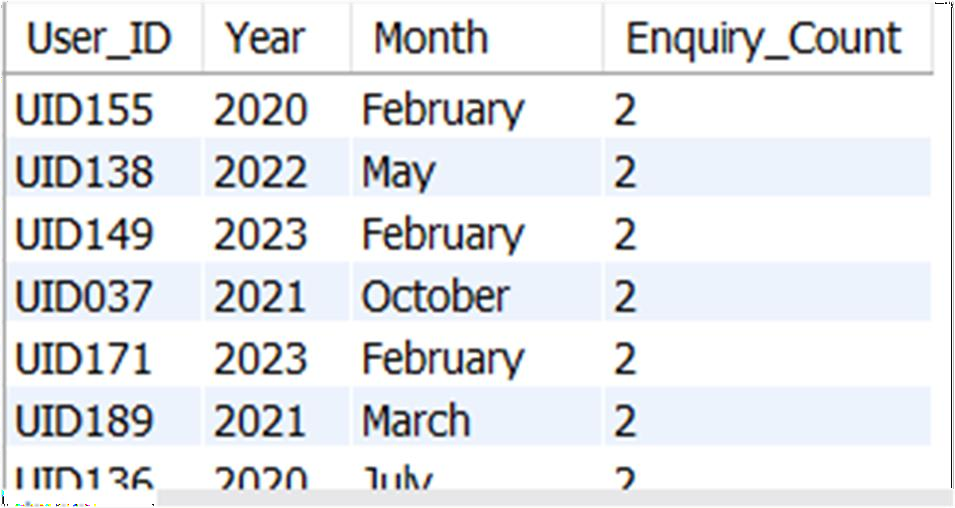 User_ID Year Month Enquiry_Count
UID155 2020 February 2
UID138 2022 May 2
UID149 2023 February 2
UID037 2021 October 2
UID171 2023 February 2
UID189 2021 March 2
UID136 2020 July 2